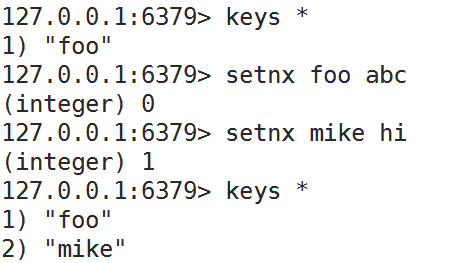 127.0.0.1:6379> keys *
1) "foo"
127.0.0.1:6379> setnx foo abc
(integer) 0
127.0.0.1:6379> setnx mike hi
(integer) 1
127.0.0.1:6379> keys *
1) "foo"
2) "mike"